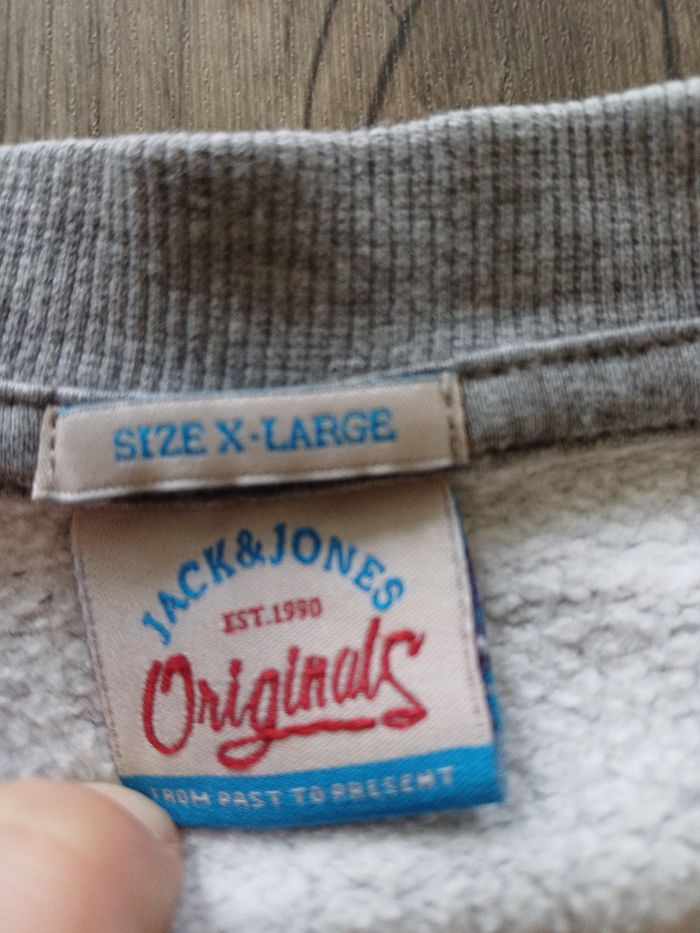 SIZE X-LARGE
JACK&JONES
EST.1990
Originals
FROM PAST TO PRESENT